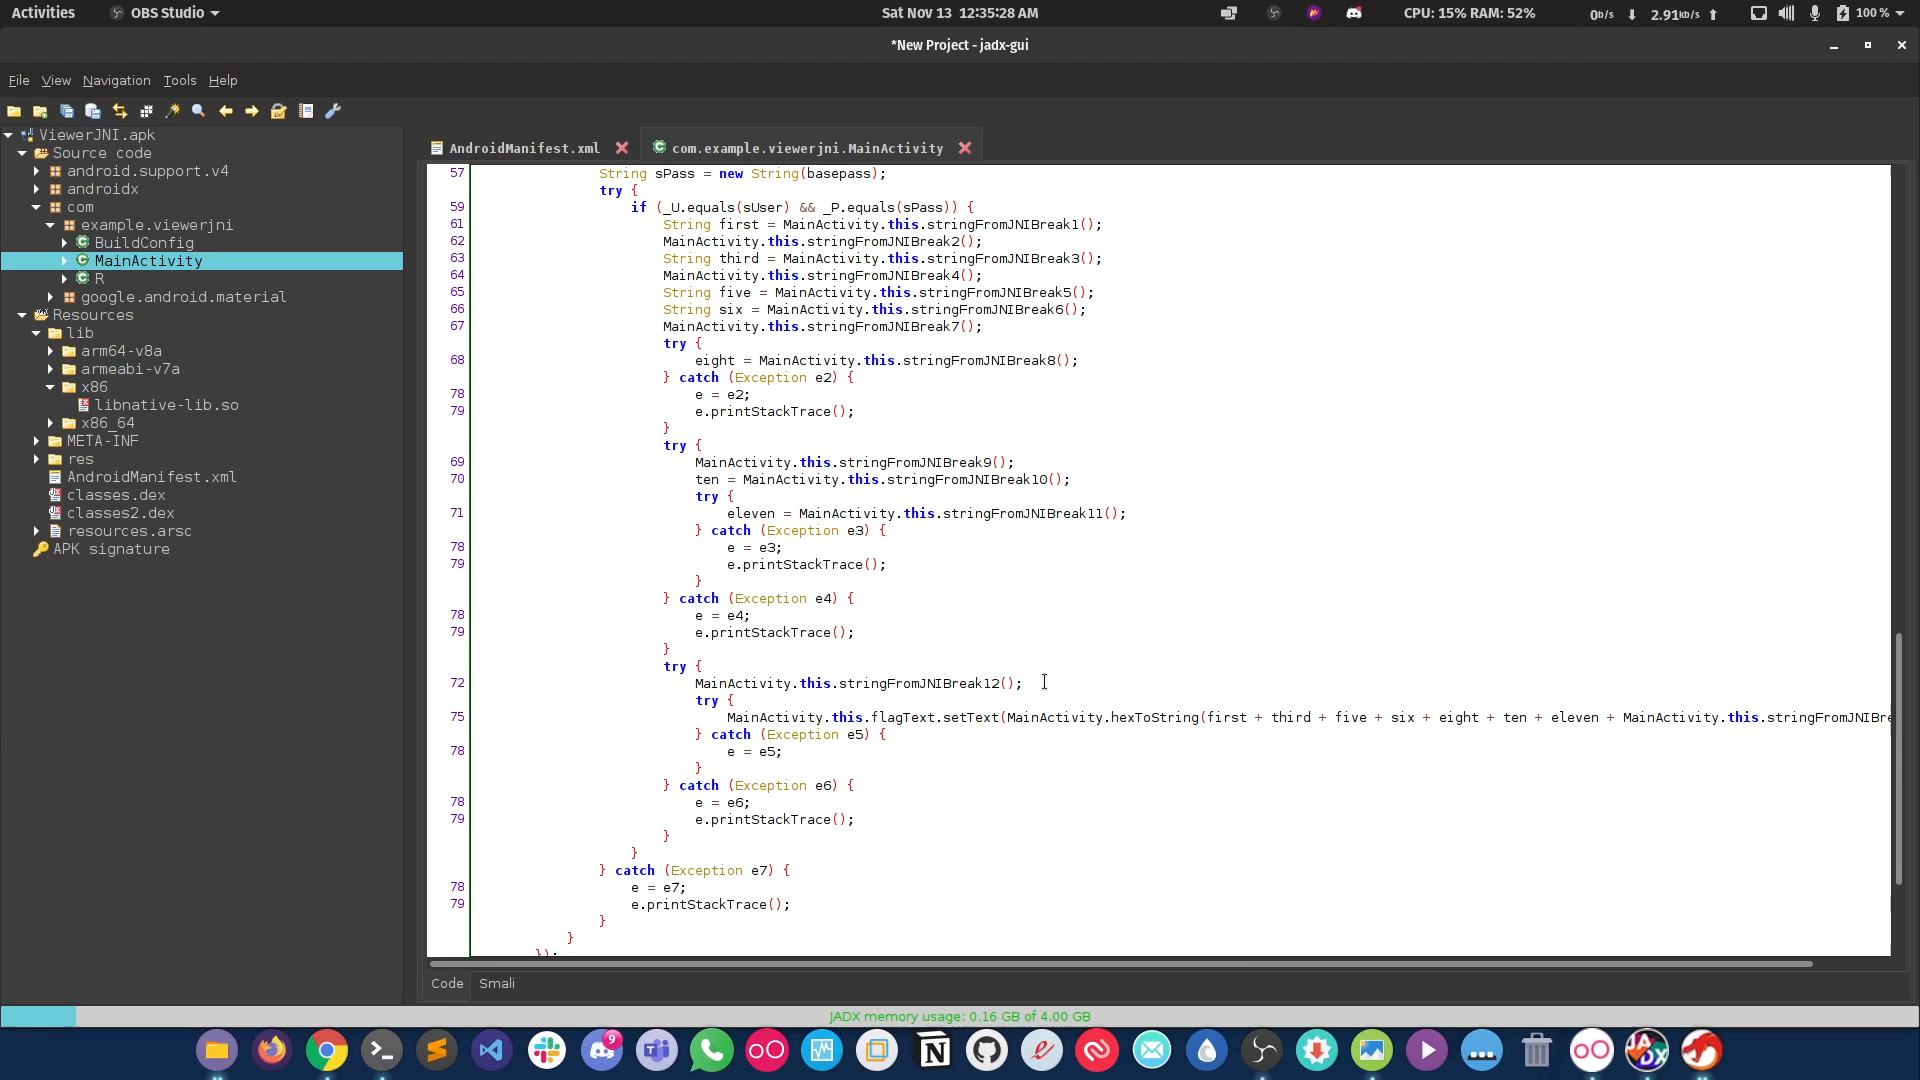 Activities
OBS Studio
Sat Nov 13 12:35:28 AM
CPU: 15% RAM: 52%
0b/s
2.91kb/s
100 %
*New Project - jadx-gui
File View Navigation Tools Help
ViewerJNI.apk
Source code
android.support.v4
androidx
com
example.viewerjni
BuildConfig
MainActivity
R
google.android.material
Resources
lib
arm64-v8a
armeabi-v7a
x86
libnative-lib.so
x86_64
META-INF
res
AndroidManifest.xml
classes.dex
classes2.dex
resources.arsc
APK signature
AndroidManifest.xml
com.example.viewerjni.MainActivity
57 String sPass = new String(basepass);
try {
59 if (_U.equals(sUser) && _P.equals(sPass)) {
61 String first = MainActivity.this.stringFromJNIBreak1();
62 MainActivity.this.stringFromJNIBreak2();
63 String third = MainActivity.this.stringFromJNIBreak3();
64 MainActivity.this.stringFromJNIBreak4();
65 String five = MainActivity.this.stringFromJNIBreak5();
66 String six = MainActivity.this.stringFromJNIBreak6();
67 MainActivity.this.stringFromJNIBreak7();
try {
68 eight = MainActivity.this.stringFromJNIBreak8();
} catch (Exception e2) {
78 e = e2;
79 e.printStackTrace();
}
try {
69 MainActivity.this.stringFromJNIBreak9();
70 ten = MainActivity.this.stringFromJNIBreak10();
try {
71 eleven = MainActivity.this.stringFromJNIBreak11();
} catch (Exception e3) {
78 e = e3;
79 e.printStackTrace();
}
} catch (Exception e4) {
78 e = e4;
79 e.printStackTrace();
}
try {
72 MainActivity.this.stringFromJNIBreak12();
try {
75 MainActivity.this.flagText.setText(MainActivity.hexToString(first + third + five + six + eight + ten + eleven + MainActivity.this.stringFromJNIBre
} catch (Exception e5) {
78 e = e5;
}
} catch (Exception e6) {
78 e = e6;
79 e.printStackTrace();
}
}
} catch (Exception e7) {
78 e = e7;
79 e.printStackTrace();
}
}
});
Code Smali
JADX memory usage: 0.16 GB of 4.00 GB
9